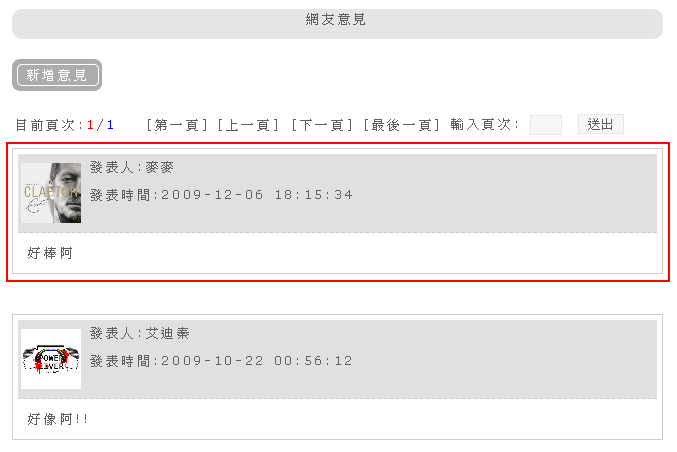 網友意見
新增意見
目前頁次:1/1 [第一頁] [上一頁] [下一頁] [最後一頁] 輸入頁次: 送出
CLAPTON
發表人:麥麥
發表時間:2009-12-06 18:15:34
好棒阿
POWER
發表人:艾迪秦
發表時間:2009-10-22 00:56:12
好像阿!!